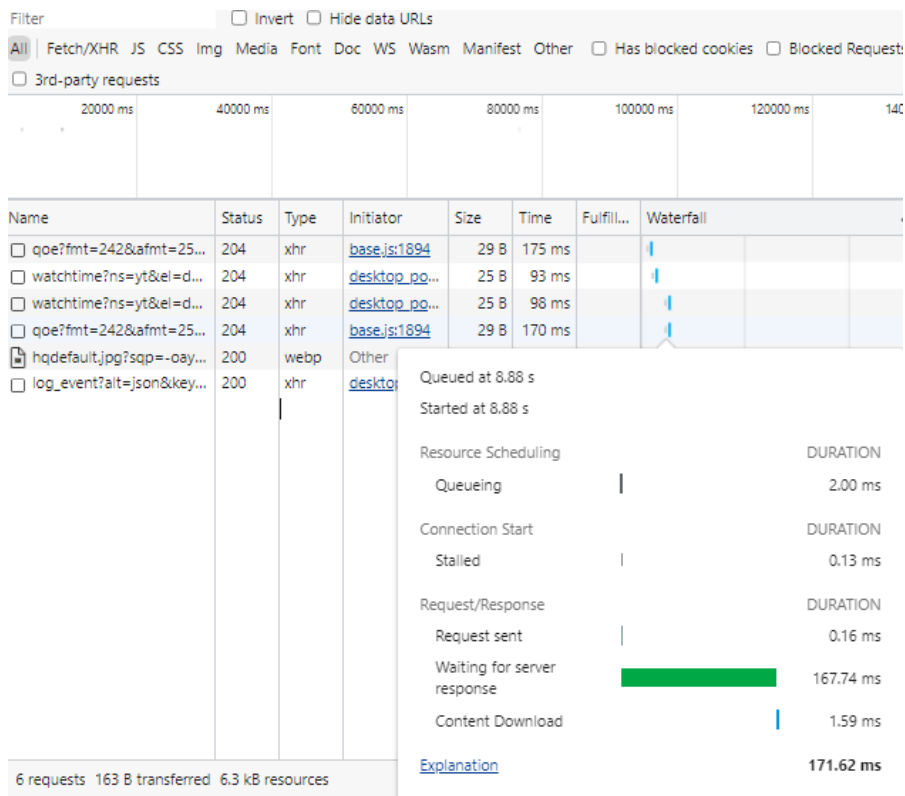 Filter Invert Hide data URLs
All Fetch/XHR JS CSS Img Media Font Doc WS Wasm Manifest Other Has blocked cookies Blocked Requests
3rd-party requests
20000 ms 40000 ms 60000 ms 80000 ms 100000 ms 120000 ms 140
Name Status Type Initiator Size Time Fulfill... Waterfall
qoe?fmt=242&afmt=25... 204 xhr base.js:1894 29 B 175 ms
watchtime?ns=yt&el=d... 204 xhr desktop_po... 25 B 93 ms
watchtime?ns=yt&el=d... 204 xhr desktop_po... 25 B 98 ms
qoe?fmt=242&afmt=25... 204 xhr base.js:1894 29 B 170 ms
hqdefault.jpg?sqp=-oay... 200 webp Other
log_event?alt=json&key... 200 xhr desktop
Queued at 8.88 s
Started at 8.88 s
Resource Scheduling DURATION
Queueing 2.00 ms
Connection Start DURATION
Stalled 0.13 ms
Request/Response DURATION
Request sent 0.16 ms
Waiting for server
response 167.74 ms
Content Download 1.59 ms
Explanation 171.62 ms
6 requests 163 B transferred 6.3 kB resources